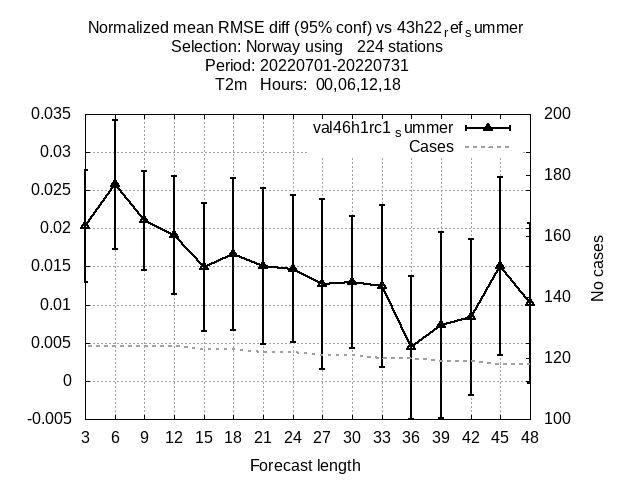 Normalized mean RMSE diff (95% conf) vs 43h22refsummer
Selection: Norway using 224 stations
Period: 20220701-20220731
T2m Hours: 00,06,12,18
val46h1rc1summer
Cases
0.035
0.03
0.025
0.02
0.015
0.01
0.005
0
-0.005
200
180
160
140
120
100
No cases
3 6 9 12 15 18 21 24 27 30 33 36 39 42 45 48
Forecast length